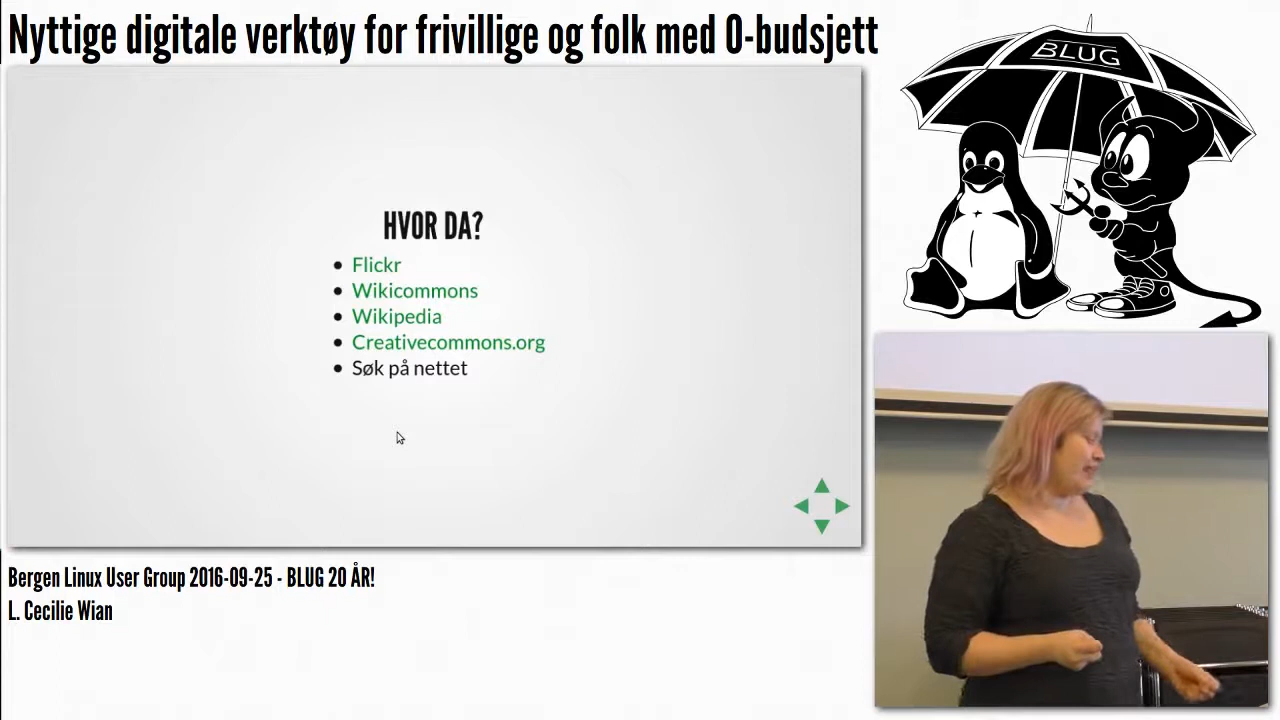 Nyttige digitale verktøy for frivillige og folk med 0-budsjett
BLUG
HVOR DA?
Flickr
Wikicommons
Wikipedia
Creativecommons.org
Søk på nettet
Bergen Linux User Group 2016-09-25 - BLUG 20 ÅR!
L. Cecilie Wian